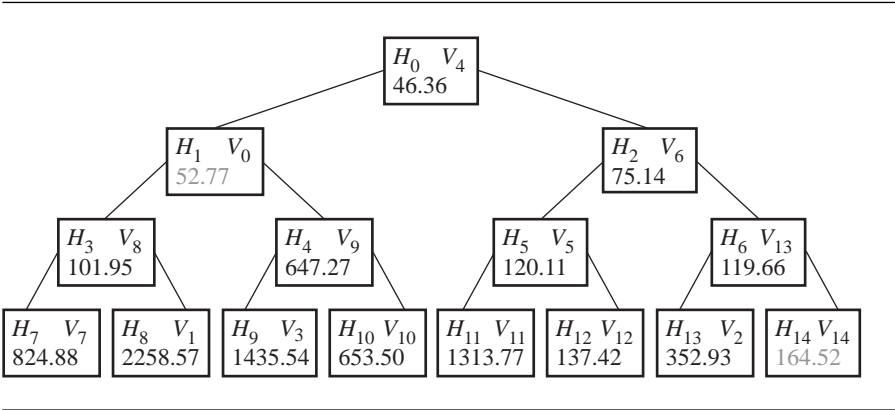 H₀ V₄
46.36
H₁ V₀
52.77
H₂ V₆
75.14
H₃ V₈
101.95
H₄ V₉
647.27
H₅ V₅
120.11
H₆ V₁₃
119.66
H₇ V₇
824.88
H₈ V₁
2258.57
H₉ V₃
1435.54
H₁₀ V₁₀
653.50
H₁₁ V₁₁
1313.77
H₁₂ V₁₂
137.42
H₁₃ V₂
352.93
H₁₄ V₁₄
164.52